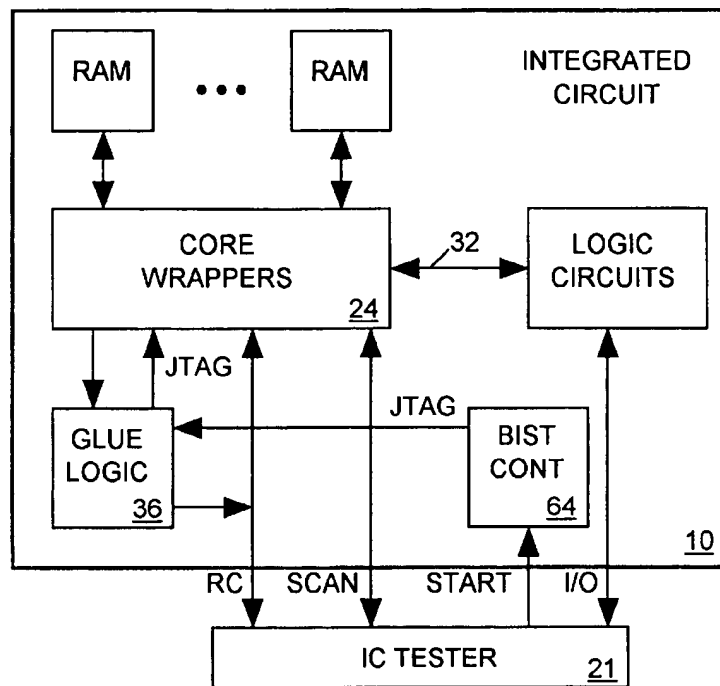 RAM
RAM
INTEGRATED
CIRCUIT
CORE
WRAPPERS
24
32
LOGIC
CIRCUITS
JTAG
JTAG
GLUE
LOGIC
36
BIST
CONT
64
10
RC
SCAN
START
I/O
IC TESTER
21